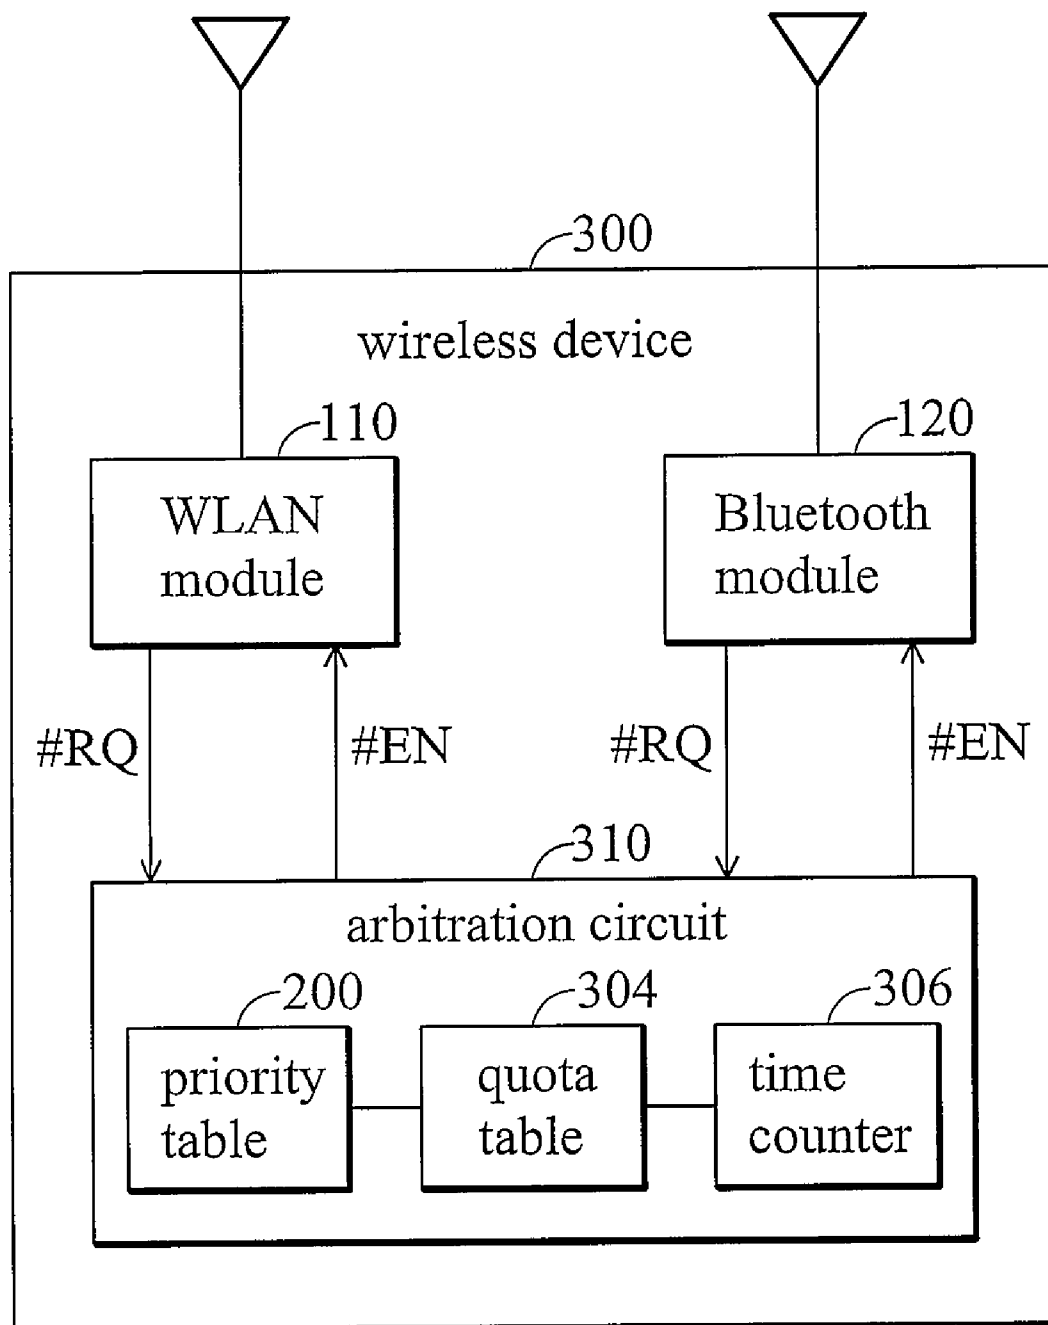 300
wireless device
110
120
WLAN
module
Bluetooth
module
#RQ
#EN
#RQ
#EN
310
arbitration circuit
200
304
306
priority
table
quota
table
time
counter